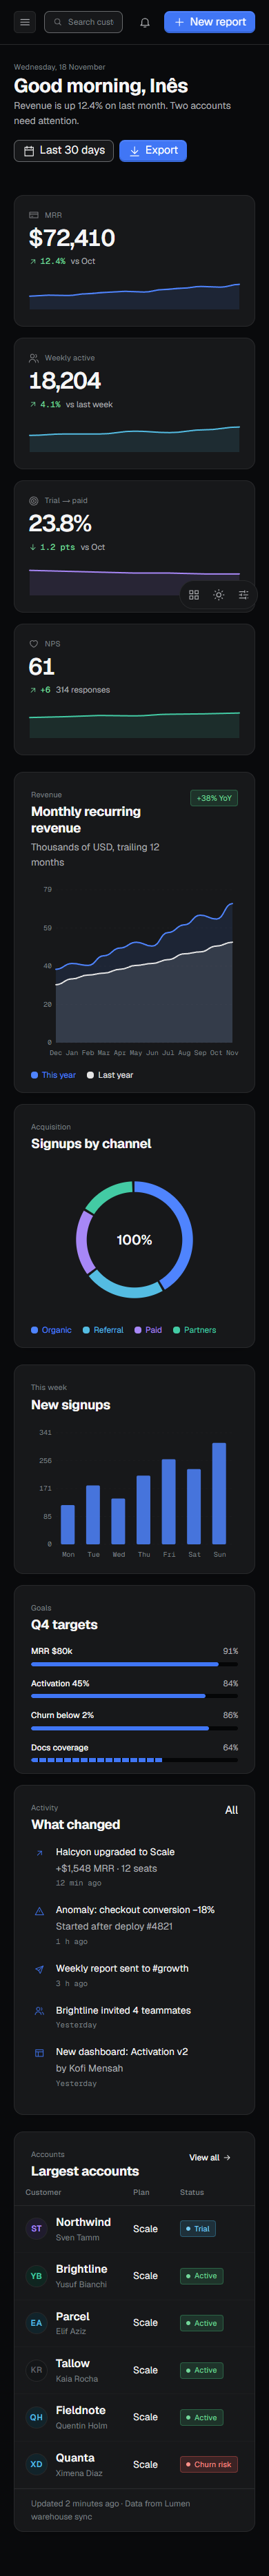 Search cust
New report
Wednesday, 18 November
Good morning, Inês
Revenue is up 12.4% on last month. Two accounts
need attention.
Last 30 days
Export
MRR
$72,410
12.4% vs Oct
Weekly active
18,204
4.1% vs last week
Trial → paid
23.8%
1.2 pts vs Oct
NPS
61
+6 314 responses
Revenue
+38% YoY
Monthly recurring
revenue
Thousands of USD, trailing 12
months
79
59
40
20
0
Dec Jan Feb Mar Apr May Jun Jul Aug Sep Oct Nov
This year Last year
Acquisition
Signups by channel
100%
Organic Referral Paid Partners
This week
New signups
341
256
171
85
0
Mon Tue Wed Thu Fri Sat Sun
Goals
Q4 targets
MRR $80k 91%
Activation 45% 84%
Churn below 2% 86%
Docs coverage 64%
Activity
All
What changed
Halcyon upgraded to Scale
+$1,548 MRR · 12 seats
12 min ago
Anomaly: checkout conversion −18%
Started after deploy #4821
1 h ago
Weekly report sent to #growth
3 h ago
Brightline invited 4 teammates
Yesterday
New dashboard: Activation v2
by Kofi Mensah
Yesterday
Accounts
View all →
Largest accounts
Customer Plan Status
ST Northwind Scale Trial
Sven Tamm
YB Brightline Scale Active
Yusuf Bianchi
EA Parcel Scale Active
Elif Aziz
KR Tallow Scale Active
Kaia Rocha
QH Fieldnote Scale Active
Quentin Holm
XD Quanta Scale Churn risk
Ximena Diaz
Updated 2 minutes ago · Data from Lumen
warehouse sync